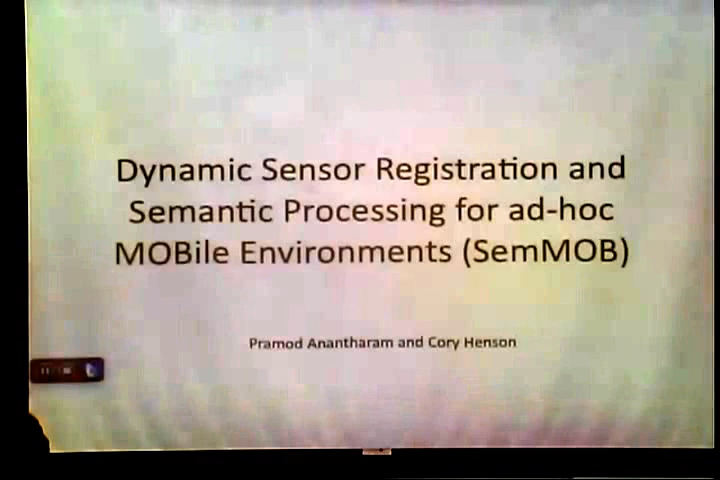 Dynamic Sensor Registration and
Semantic Processing for ad-hoc
MOBile Environments (SemMOB)
Pramod Anantharam and Cory Henson